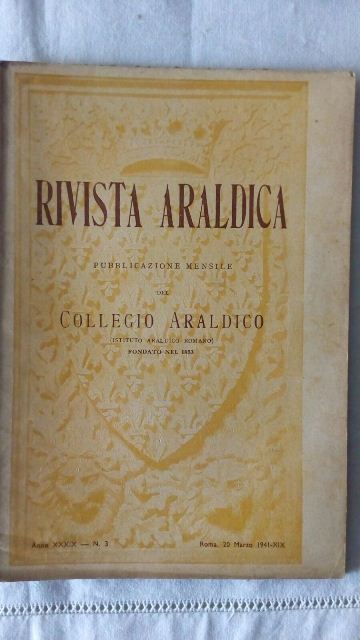 RIVISTA ARALDICA
PUBBLICAZIONE MENSILE
DEL
COLLEGIO ARALDICO
(ISTITUTO ARALDICO ROMANO)
FONDATO NEL 1853
Anno XXXIX — N. 3
Roma, 20 Marzo 1941-XIX